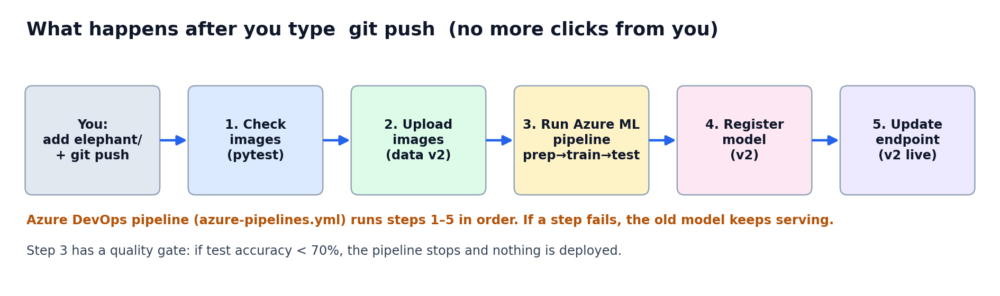 What happens after you type  git push  (no more clicks from you)
You:
add elephant/
+ git push
1. Check
images
(pytest)
2. Upload
images
(data v2)
3. Run Azure ML
pipeline
prep→train→test
4. Register
model
(v2)
5. Update
endpoint
(v2 live)
Azure DevOps pipeline (azure-pipelines.yml) runs steps 1–5 in order. If a step fails, the old model keeps serving.
Step 3 has a quality gate: if test accuracy < 70%, the pipeline stops and nothing is deployed.